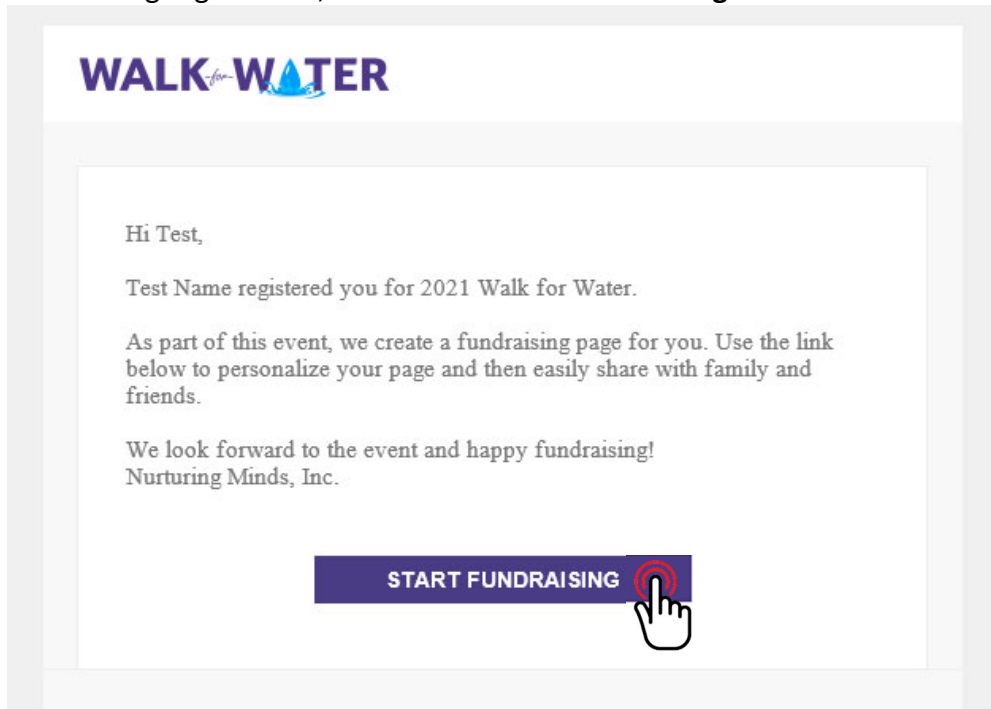 WALK-for-WATER
Hi Test,
Test Name registered you for 2021 Walk for Water.
As part of this event, we create a fundraising page for you. Use the link
below to personalize your page and then easily share with family and
friends.
We look forward to the event and happy fundraising!
Nurturing Minds, Inc.
START FUNDRAISING